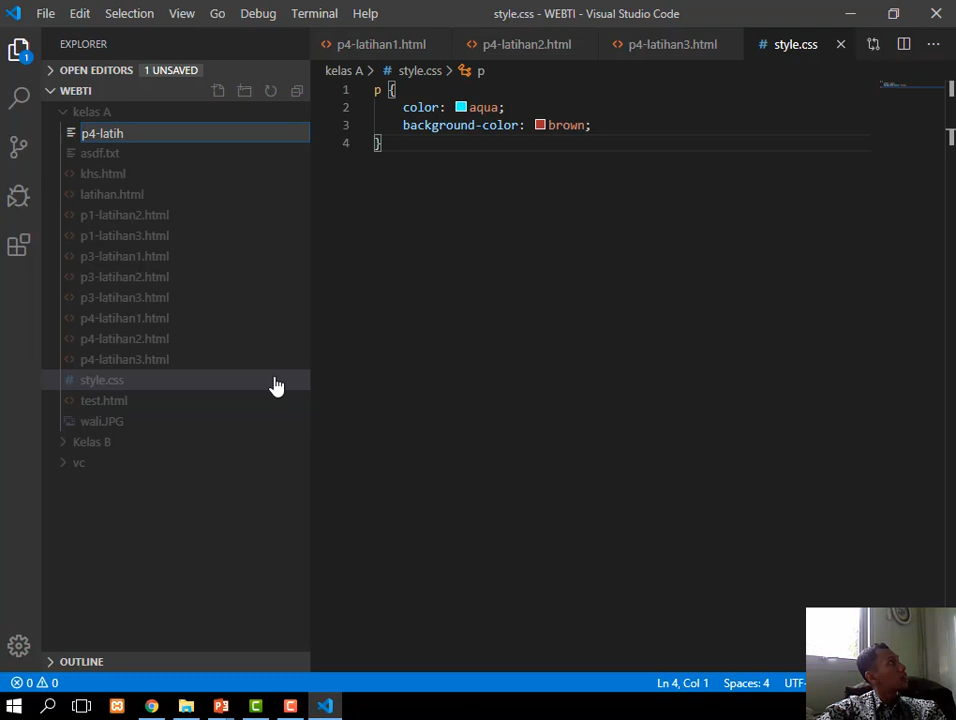 File Edit Selection View Go Debug Terminal Help style.css - WEBTI - Visual Studio Code
EXPLORER
p4-latihan1.html p4-latihan2.html p4-latihan3.html style.css
OPEN EDITORS 1 UNSAVED
kelas A > style.css > p
WEBTI
kelas A
p4-latih
asdf.txt
khs.html
latihan.html
p1-latihan2.html
p1-latihan3.html
p3-latihan1.html
p3-latihan2.html
p3-latihan3.html
p4-latihan1.html
p4-latihan2.html
p4-latihan3.html
style.css
test.html
wali.JPG
Kelas B
vc
1 p {
2 color: aqua;
3 background-color: brown;
4 }
OUTLINE
0 0 Ln 4, Col 1 Spaces: 4 UTF-
1